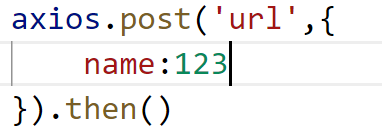 axios.post('url',{
    name:123
}).then()